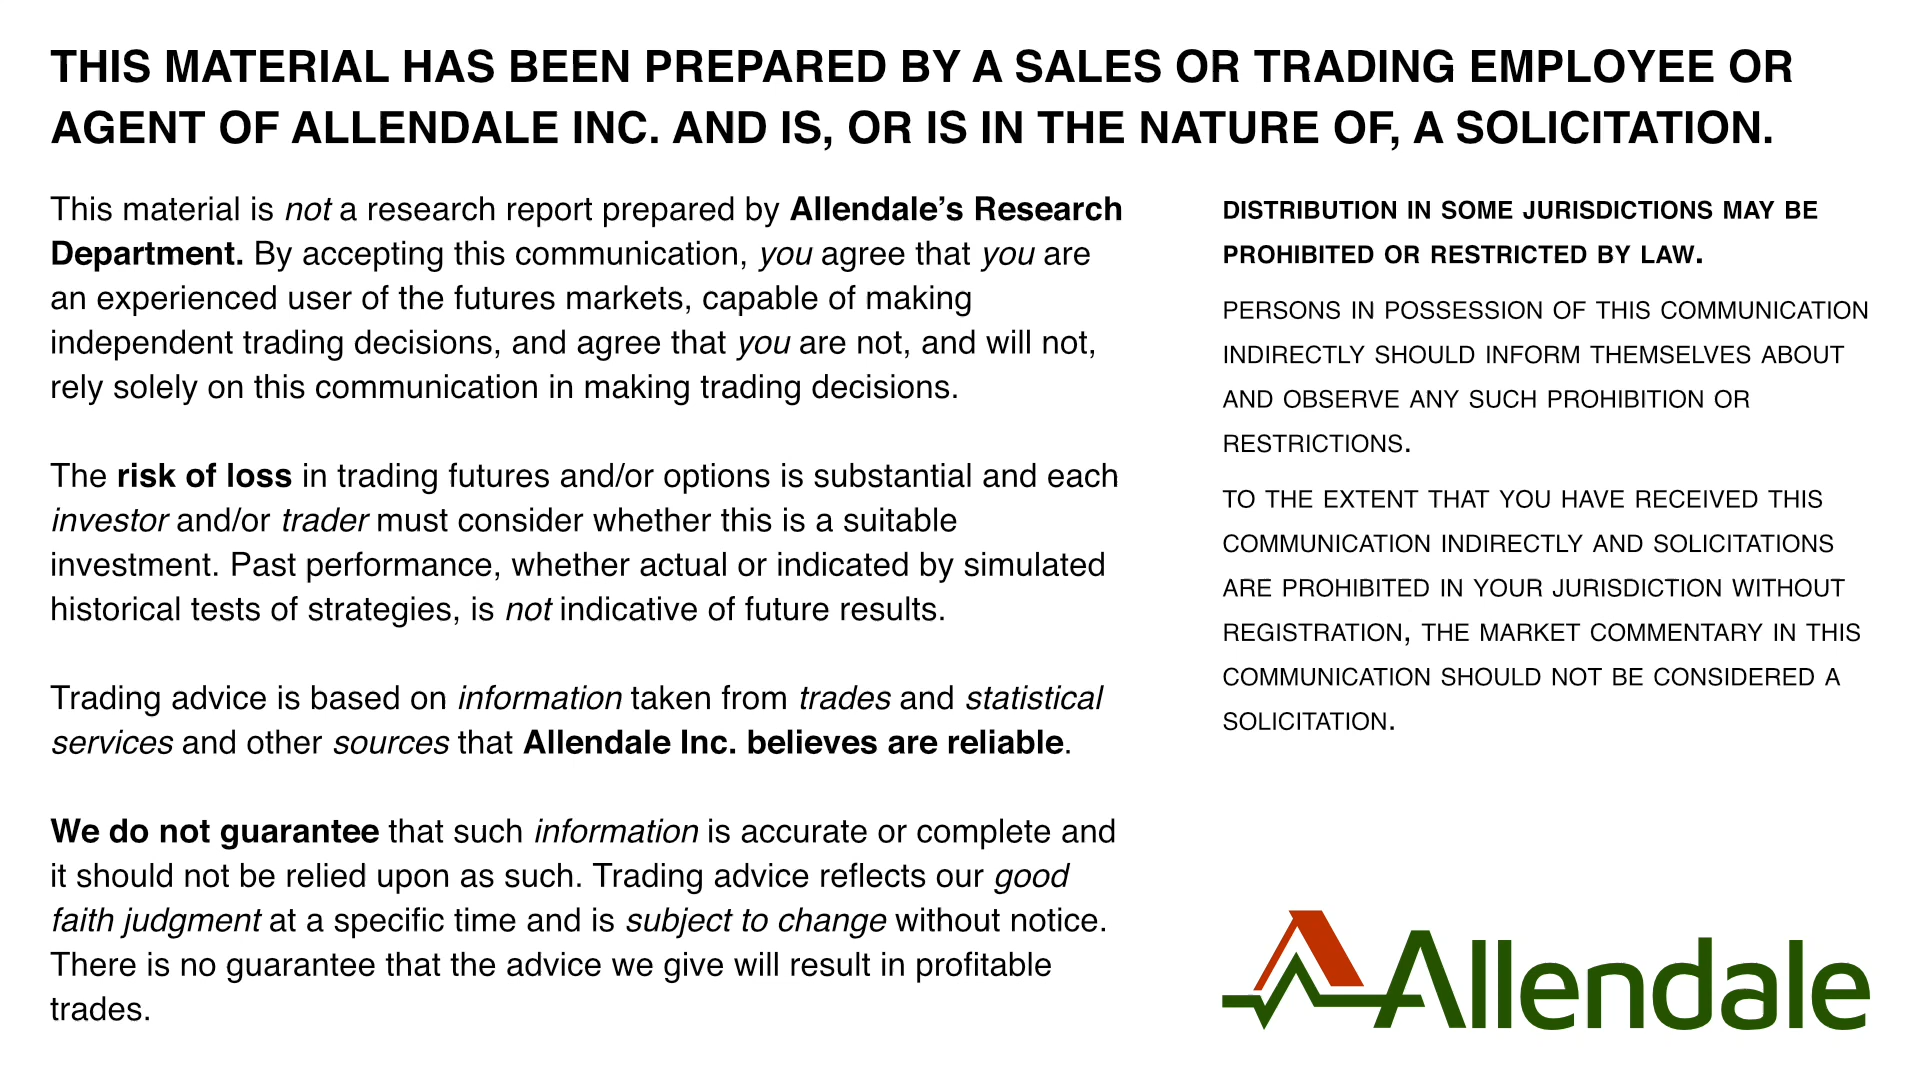 THIS MATERIAL HAS BEEN PREPARED BY A SALES OR TRADING EMPLOYEE OR
AGENT OF ALLENDALE INC. AND IS, OR IS IN THE NATURE OF, A SOLICITATION.
This material is not a research report prepared by Allendale’s Research
Department. By accepting this communication, you agree that you are
an experienced user of the futures markets, capable of making
independent trading decisions, and agree that you are not, and will not,
rely solely on this communication in making trading decisions.
The risk of loss in trading futures and/or options is substantial and each
investor and/or trader must consider whether this is a suitable
investment. Past performance, whether actual or indicated by simulated
historical tests of strategies, is not indicative of future results.
Trading advice is based on information taken from trades and statistical
services and other sources that Allendale Inc. believes are reliable.
We do not guarantee that such information is accurate or complete and
it should not be relied upon as such. Trading advice reflects our good
faith judgment at a specific time and is subject to change without notice.
There is no guarantee that the advice we give will result in profitable
trades.
DISTRIBUTION IN SOME JURISDICTIONS MAY BE
PROHIBITED OR RESTRICTED BY LAW.
PERSONS IN POSSESSION OF THIS COMMUNICATION
INDIRECTLY SHOULD INFORM THEMSELVES ABOUT
AND OBSERVE ANY SUCH PROHIBITION OR
RESTRICTIONS.
TO THE EXTENT THAT YOU HAVE RECEIVED THIS
COMMUNICATION INDIRECTLY AND SOLICITATIONS
ARE PROHIBITED IN YOUR JURISDICTION WITHOUT
REGISTRATION, THE MARKET COMMENTARY IN THIS
COMMUNICATION SHOULD NOT BE CONSIDERED A
SOLICITATION.
Allendale